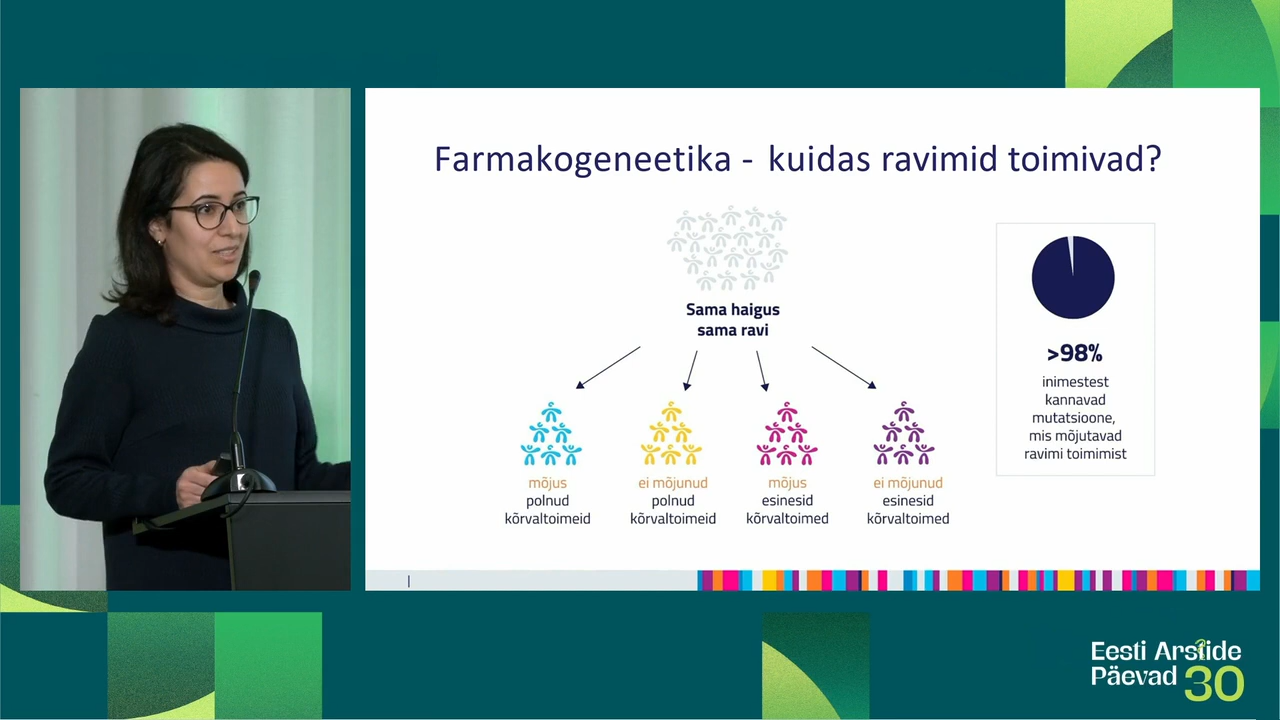 Farmakogeneetika - kuidas ravimid toimivad?
Sama haigus
sama ravi
mõjus
polnud
kõrvaltoimeid
ei mõjunud
polnud
kõrvaltoimeid
mõjus
esinesid
kõrvaltoimed
ei mõjunud
esinesid
kõrvaltoimed
>98%
inimestest
kannavad
mutatsioone,
mis mõjutavad
ravimi toimimist
Eesti Arstide
Päevad 30